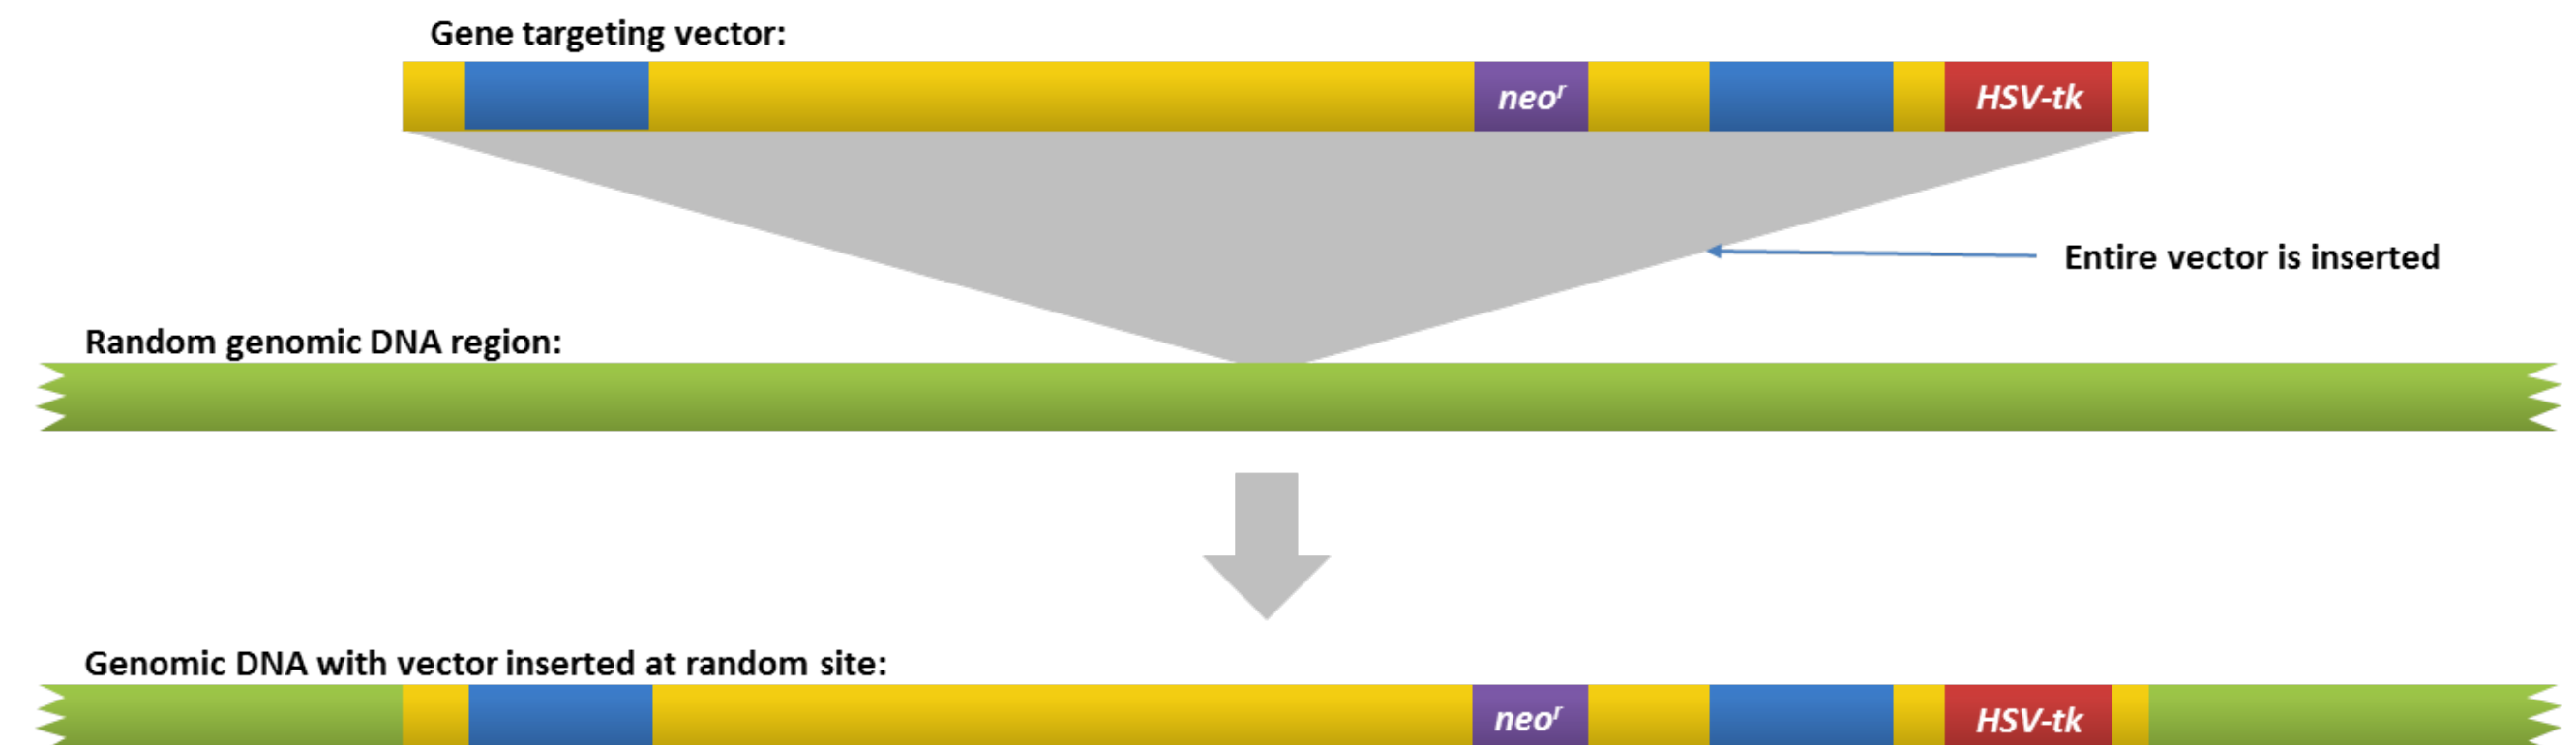 Gene targeting vector:
neoʳ
HSV-tk
Entire vector is inserted
Random genomic DNA region:
Genomic DNA with vector inserted at random site:
neoʳ
HSV-tk